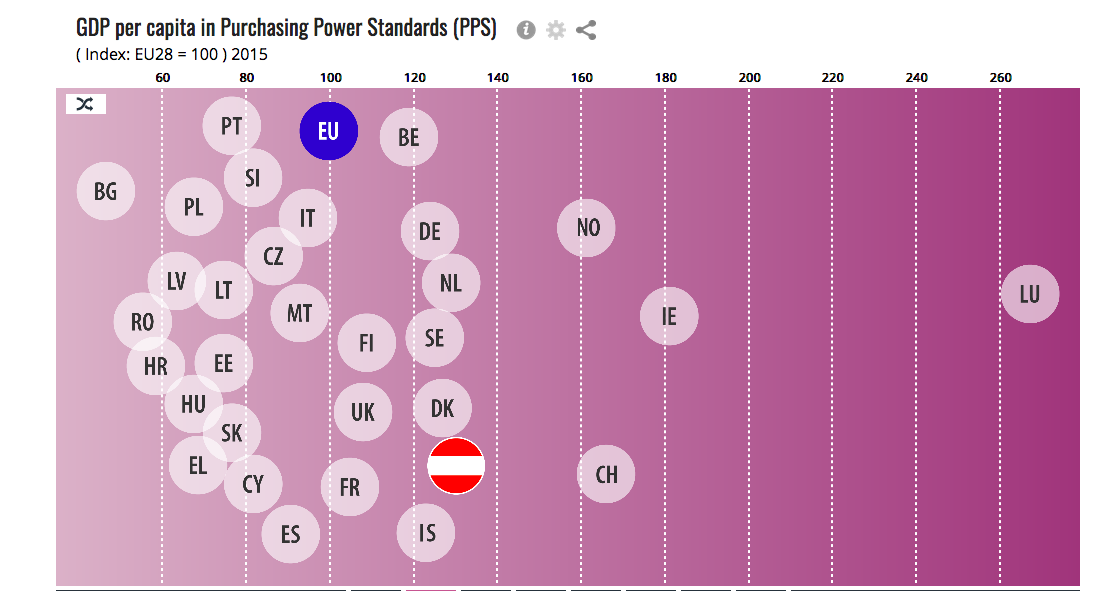 GDP per capita in Purchasing Power Standards (PPS)
( Index: EU28 = 100 ) 2015
60 80 100 120 140 160 180 200 220 240 260
PT EU BE
SI
BG
PL
IT
DE
NO
CZ
LV LT
NL
LU
RO
MT
IE
FI
SE
HR EE
HU
UK
DK
SK
EL
CY
FR
CH
ES
IS